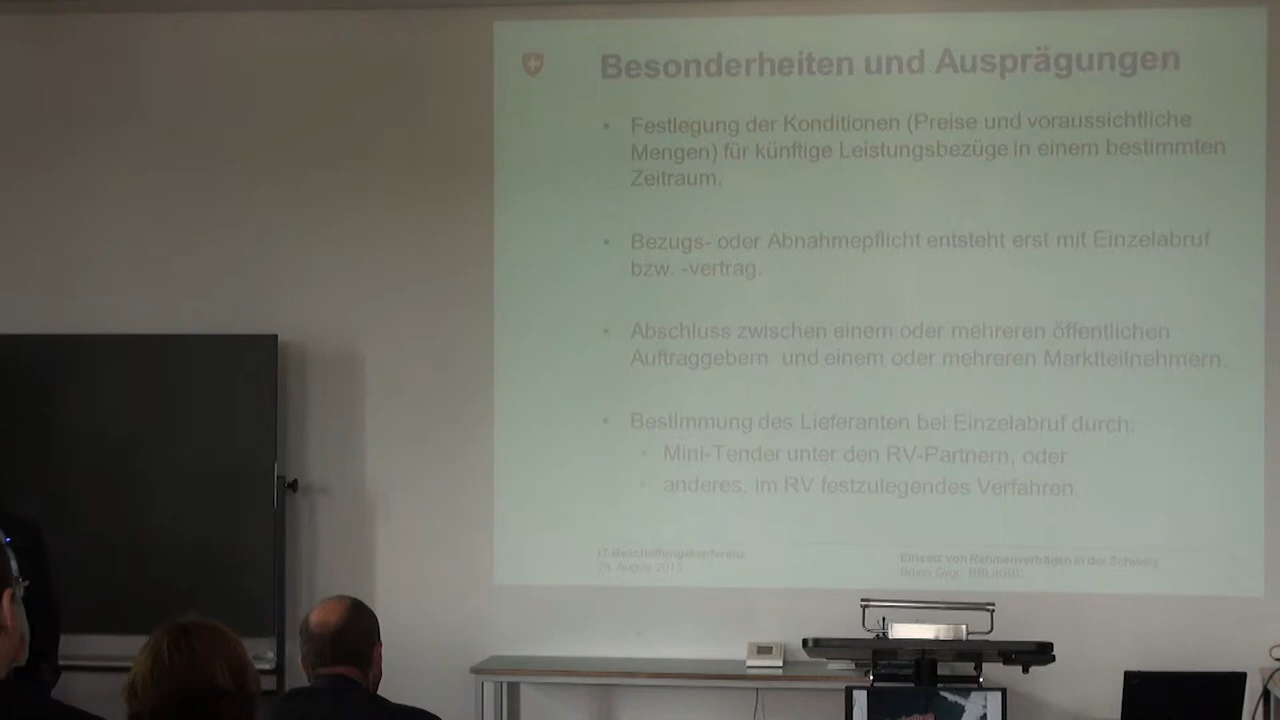 Besonderheiten und Ausprägungen
• Festlegung der Konditionen (Preise und voraussichtliche
Mengen) für künftige Leistungsbezüge in einem bestimmten
Zeitraum.
• Bezugs- oder Abnahmepflicht entsteht erst mit Einzelabruf
bzw. -vertrag.
• Abschluss zwischen einem oder mehreren öffentlichen
Auftraggebern und einem oder mehreren Marktteilnehmern.
• Bestimmung des Lieferanten bei Einzelabruf durch:
• Mini-Tender unter den RV-Partnern, oder
• anderes, im RV festzulegendes Verfahren.
IT-Beschaffungskonferenz
28. August 2013
Einsatz von Rahmenverträgen in der Schweiz